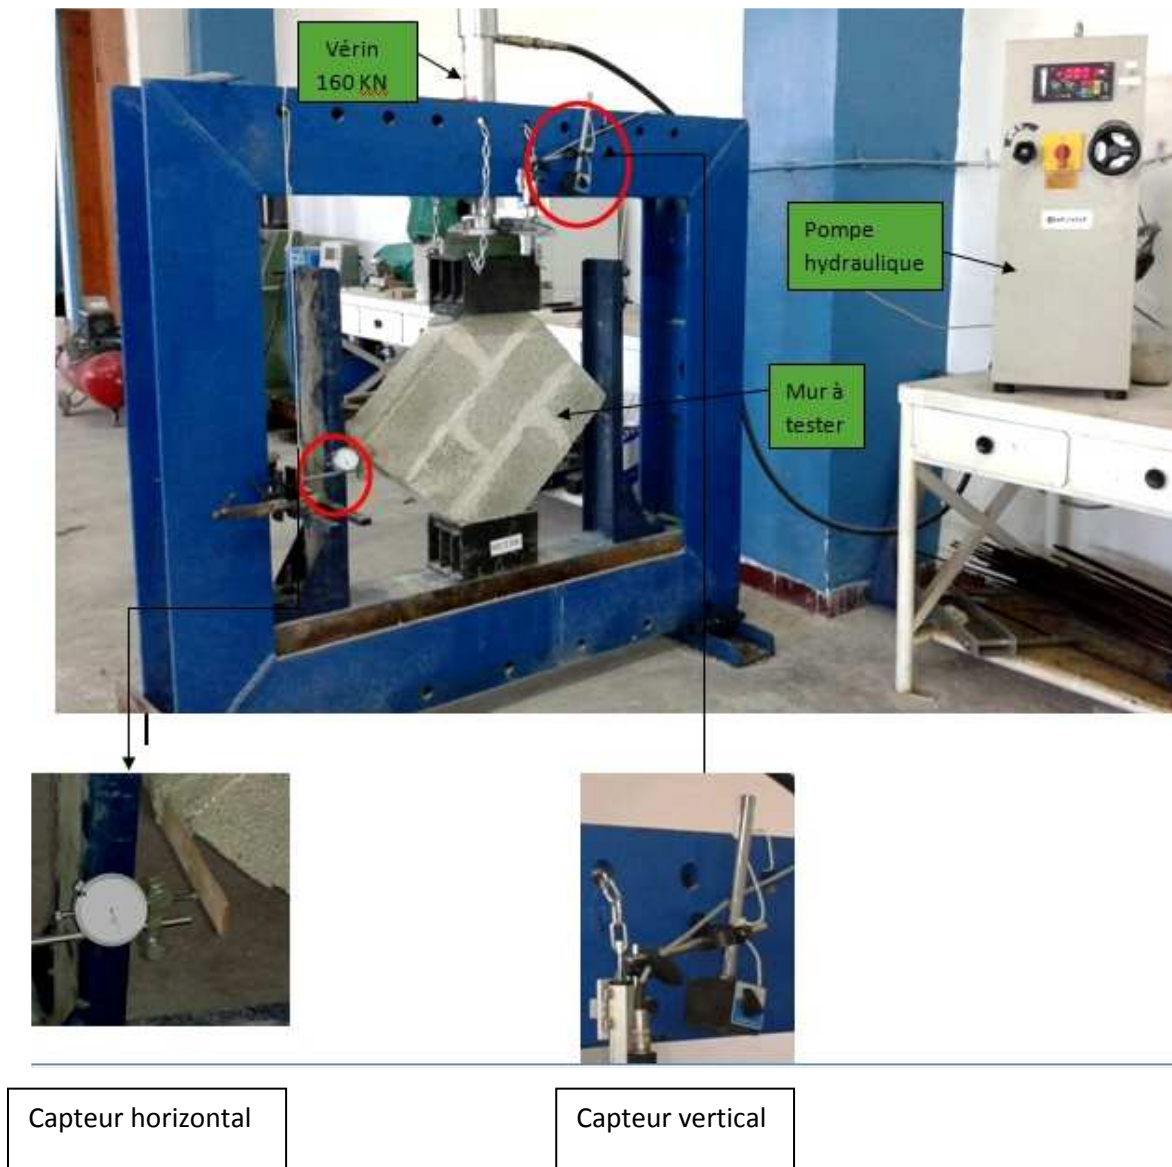 Vérin
160 KN
Pompe
hydraulique
Mur à
tester
Capteur horizontal
Capteur vertical